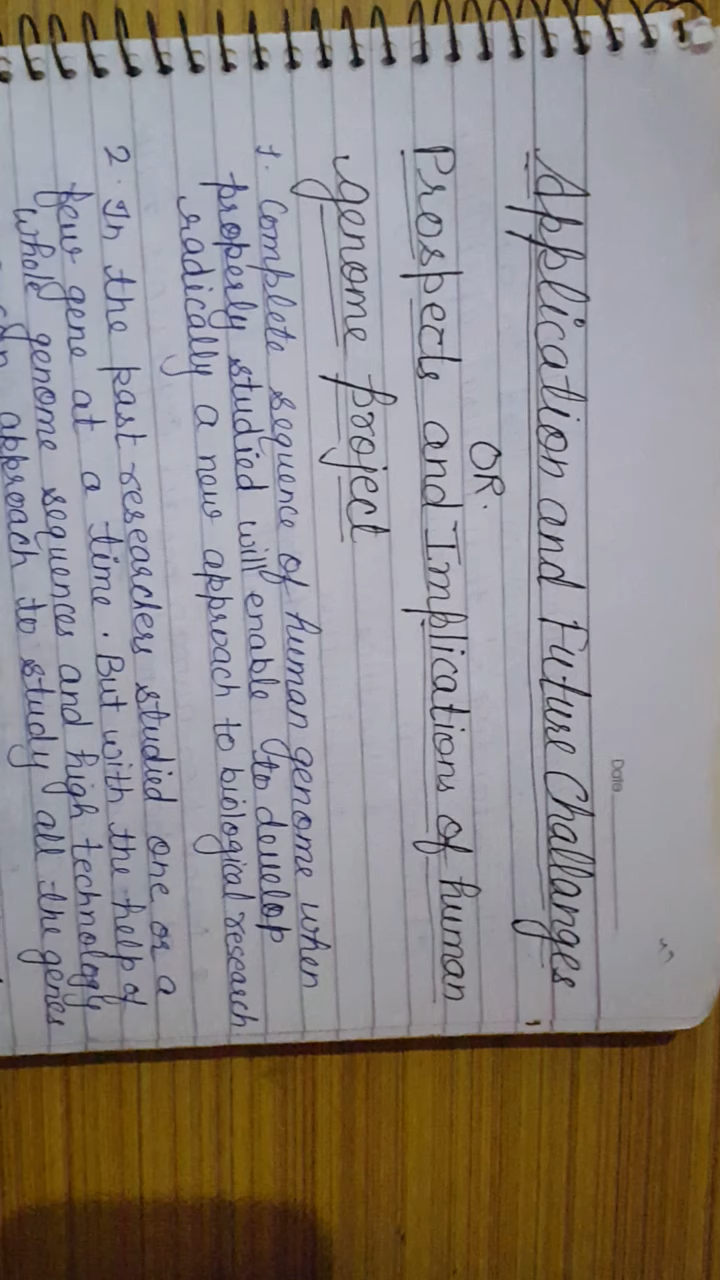 Date
Application and Future Challanges
OR.
Prospects and Implications of human
genome project
1. Complete sequence of human genome when
properly studied will enable to develop
radically a new approach to biological research
2. In the past researchers studied one or a
few gene at a time. But with the help of
whole genome sequences and high technology
approach to study all the genes